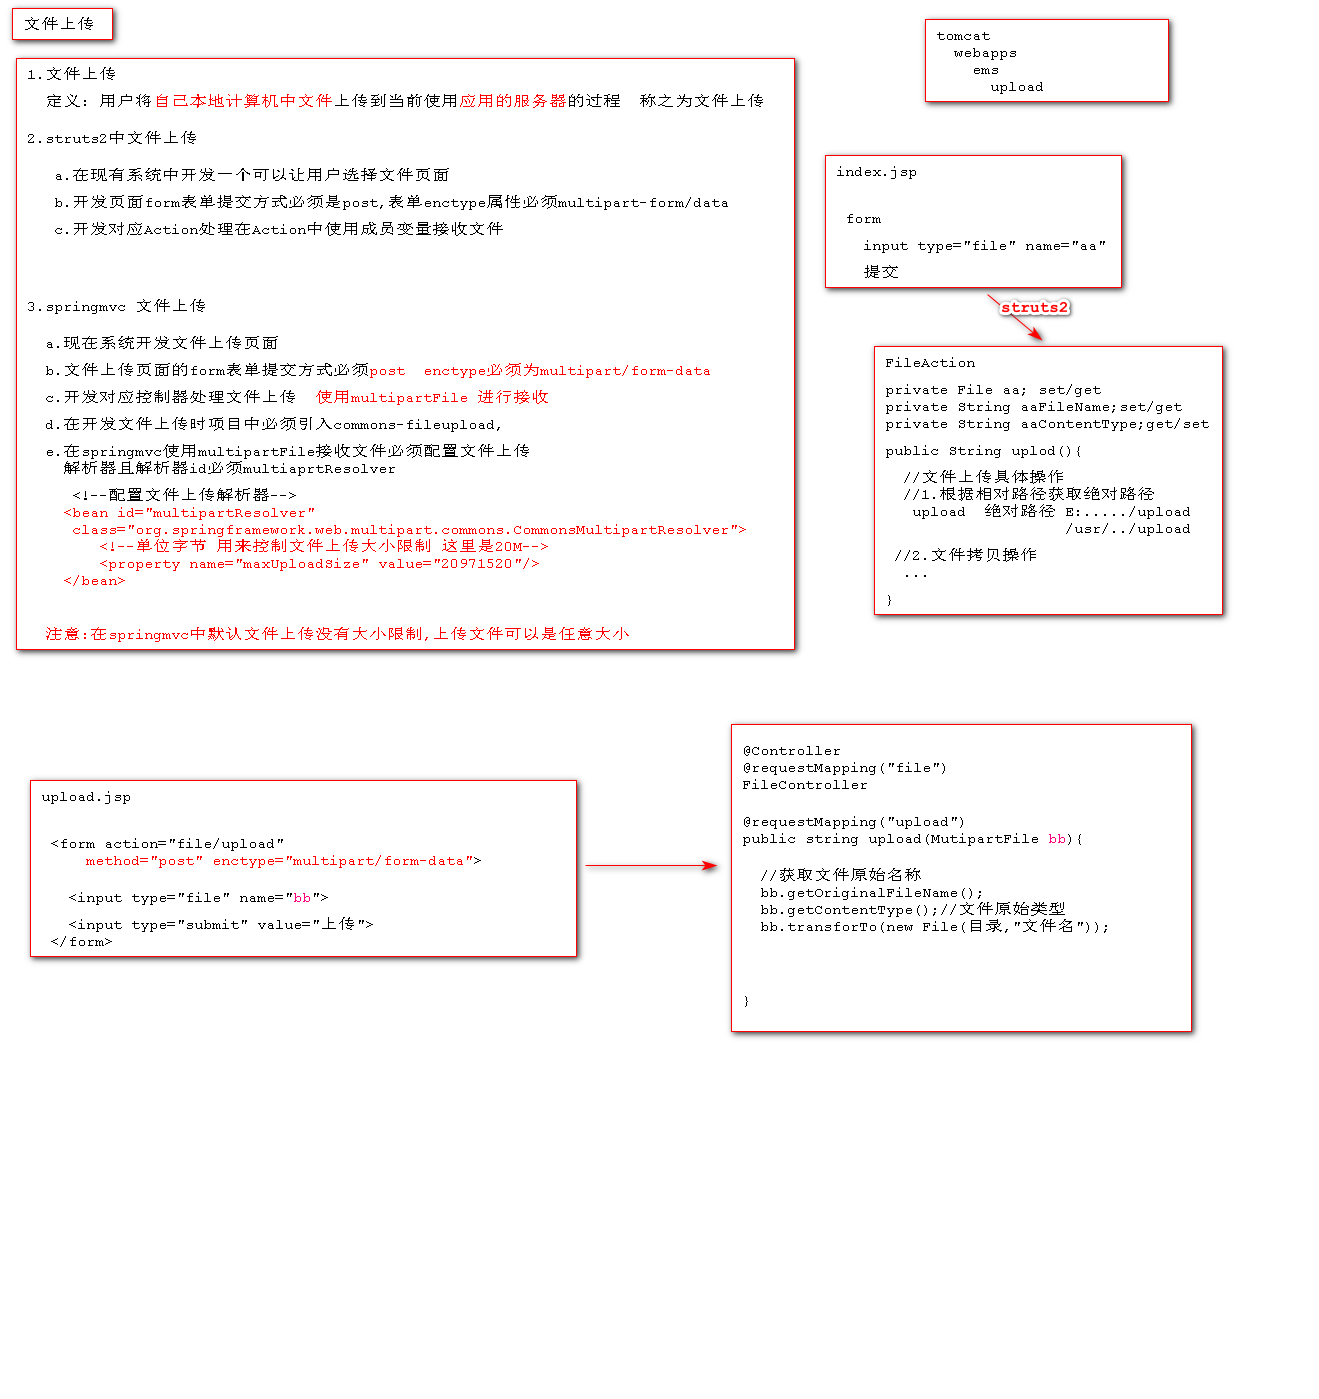 文件上传
1.文件上传
定义: 用户将自己本地计算机中文件上传到当前使用应用的服务器的过程 称之为文件上传
2.struts2中文件上传
a.在现有系统中开发一个可以让用户选择文件页面
b.开发页面form表单提交方式必须是post,表单enctype属性必须multipart-form/data
c.开发对应Action处理在Action中使用成员变量接收文件
3.springmvc 文件上传
a.现在系统开发文件上传页面
b.文件上传页面的form表单提交方式必须post enctype必须为multipart/form-data
c.开发对应控制器处理文件上传 使用multipartFile 进行接收
d.在开发文件上传时项目中必须引入commons-fileupload,
e.在springmvc使用multipartFile接收文件必须配置文件上传
解析器且解析器id必须multiaprtResolver
<!--配置文件上传解析器-->
<bean id="multipartResolver"
class="org.springframework.web.multipart.commons.CommonsMultipartResolver">
<!--单位字节 用来控制文件上传大小限制 这里是20M-->
<property name="maxUploadSize" value="20971520"/>
</bean>
注意:在springmvc中默认文件上传没有大小限制,上传文件可以是任意大小
tomcat
webapps
ems
upload
index.jsp
form
input type="file" name="aa"
提交
struts2
FileAction
private File aa; set/get
private String aaFileName;set/get
private String aaContentType;get/set
public String uplod(){
//文件上传具体操作
//1.根据相对路径获取绝对路径
upload 绝对路径 E:...../upload
/usr/../upload
//2.文件拷贝操作
...
}
upload.jsp
<form action="file/upload"
method="post" enctype="multipart/form-data">
<input type="file" name="bb">
<input type="submit" value="上传">
</form>
@Controller
@requestMapping("file")
FileController
@requestMapping("upload")
public string upload(MutipartFile bb){
//获取文件原始名称
bb.getOriginalFileName();
bb.getContentType();//文件原始类型
bb.transforTo(new File(目录,"文件名"));
}